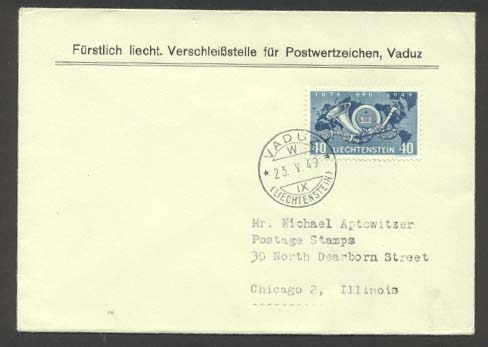 Fürstlich liecht. Verschleißstelle für Postwertzeichen, Vaduz
1874 UPU 1949
40 LIECHTENSTEIN 40
VADUZ
W
* 23. V. 49 *
IX
(LIECHTENSTEIN)
Mr. Michael Aptowitzer
Postage Stamps
30 North Dearborn Street
Chicago 2, Illinois